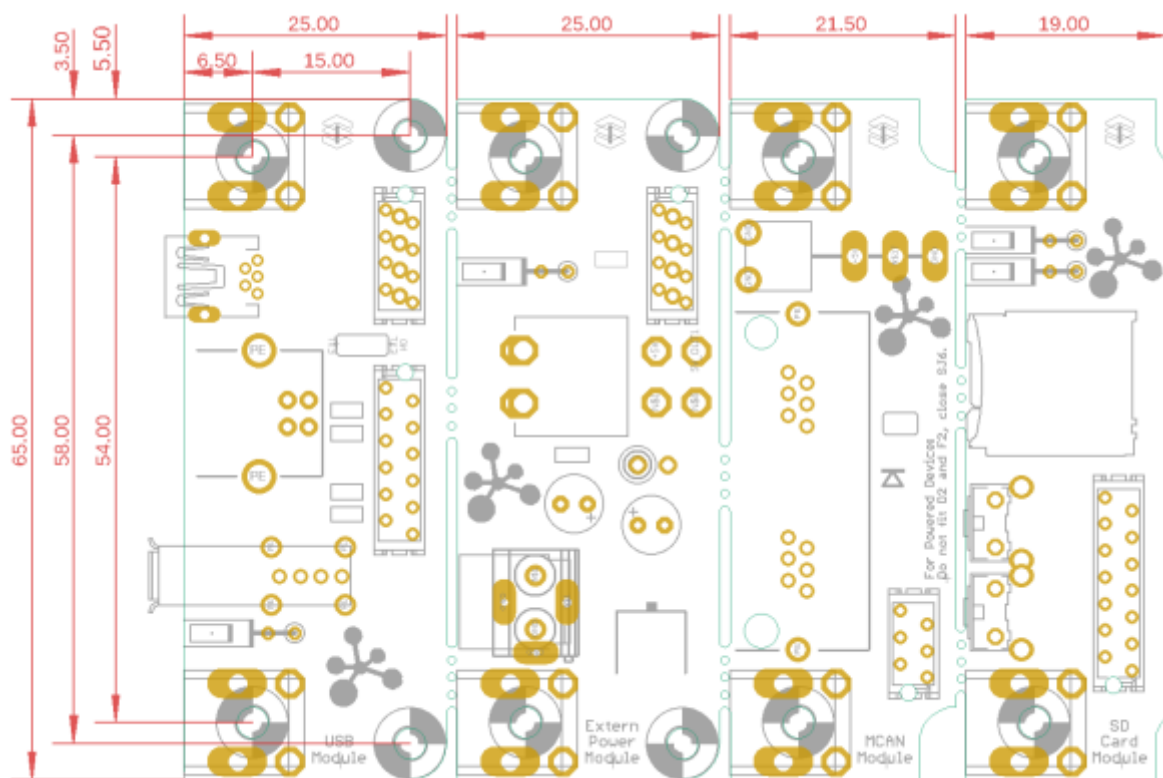 25.00
25.00
21.50
19.00
3.50
5.50
6.50
15.00
65.00
58.00
54.00
PE
PE
For Powered Devices
Do not fit D2 and F2, close SJ6.
USB
Module
Extern
Power
Module
MCAN
Module
SD
Card
Module